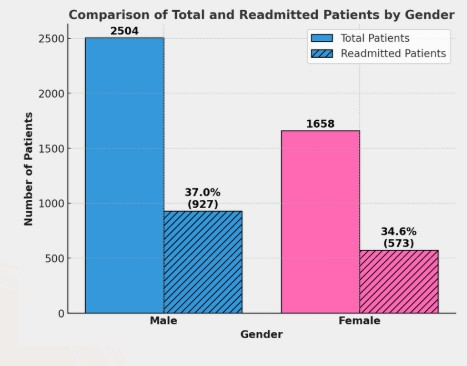 Comparison of Total and Readmitted Patients by Gender
2504
Total Patients
Readmitted Patients
2500
2000
1658
1500
37.0%
(927)
1000
34.6%
(573)
500
0
Number of Patients
Male
Female
Gender